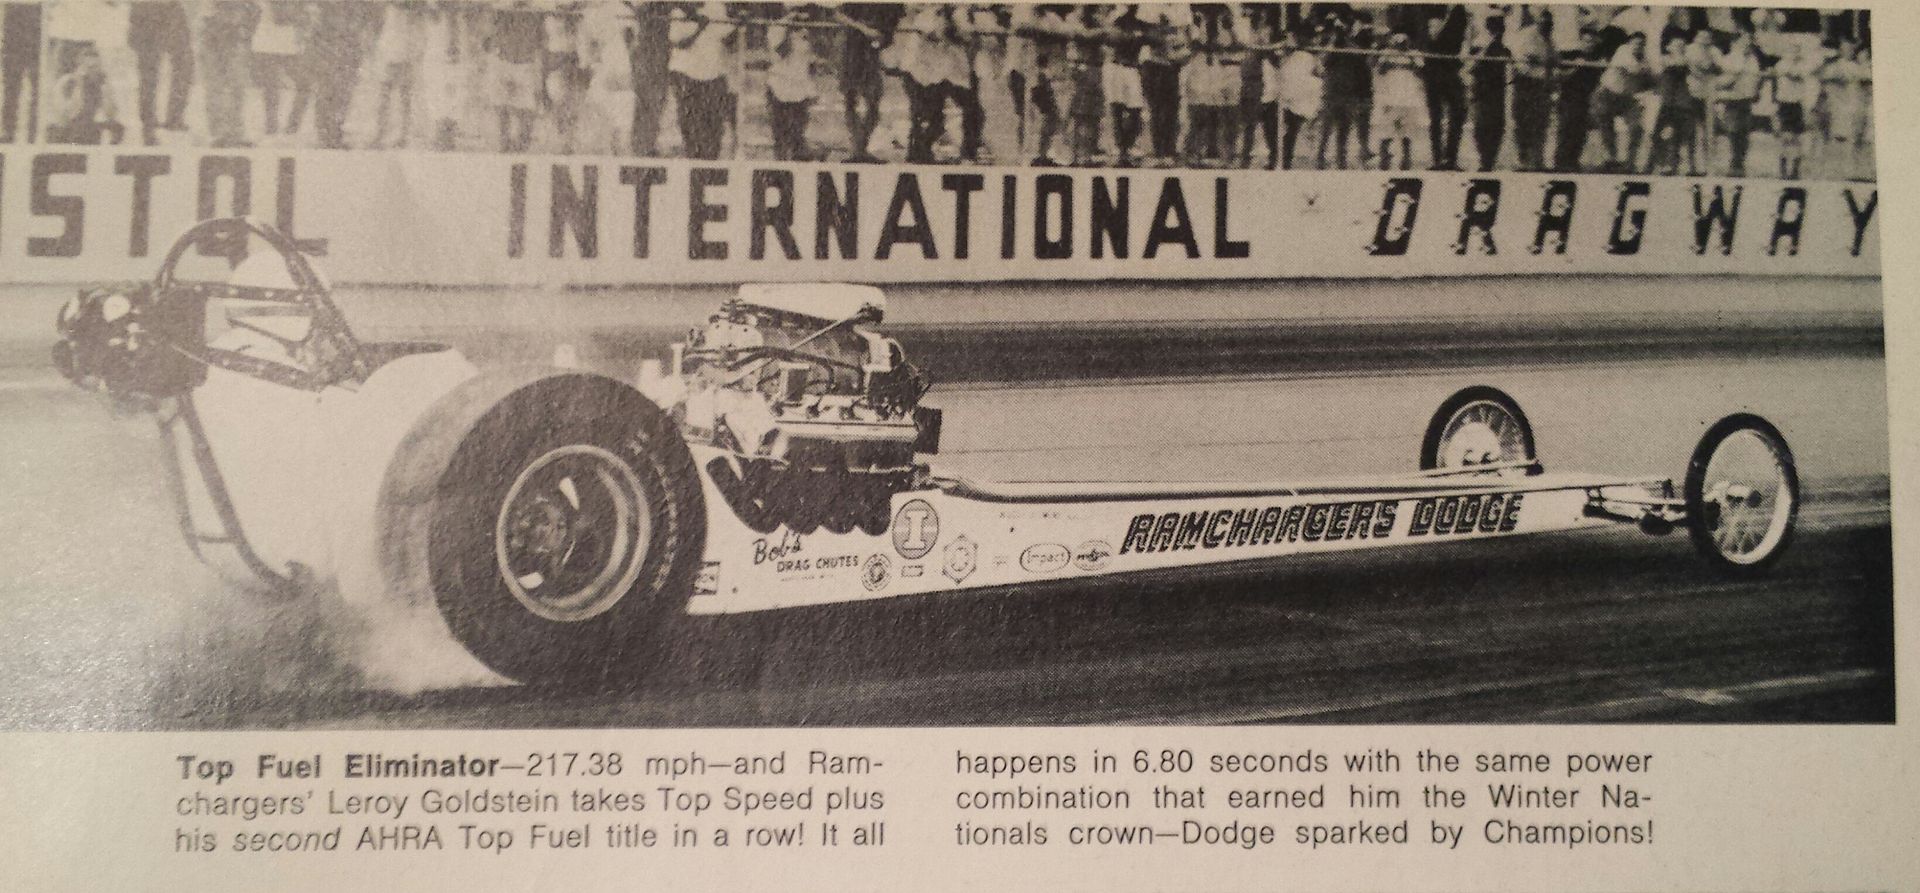 ISTOL INTERNATIONAL DRAGWAY
RAMCHARGERS DODGE
Bob's
DRAG CHUTES
I
Impact
Top Fuel Eliminator—217.38 mph—and Ram-
chargers' Leroy Goldstein takes Top Speed plus
his second AHRA Top Fuel title in a row! It all
happens in 6.80 seconds with the same power
combination that earned him the Winter Na-
tionals crown—Dodge sparked by Champions!